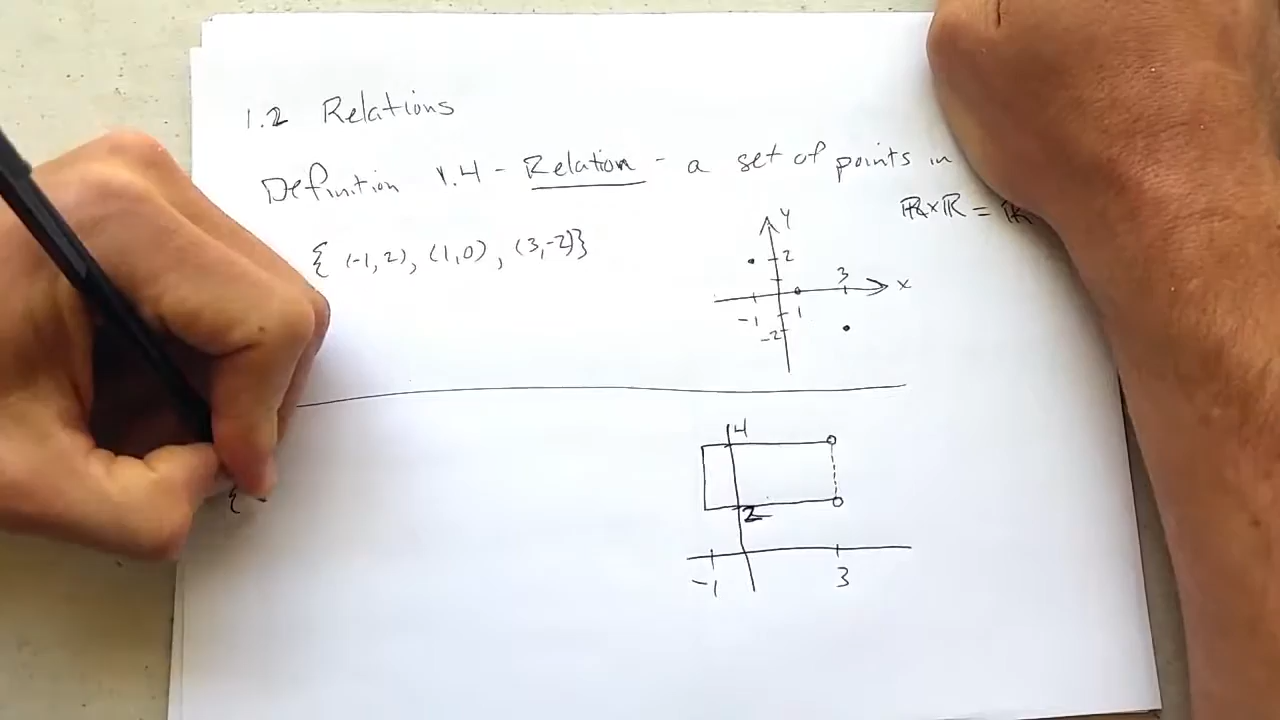 1.2 Relations
Definition 1.4 - Relation - a set of points in
ℝ×ℝ = ℝ
{ (-1,2), (1,0), (3,-2)}
y
2
3
x
-1
1
-2
4
2
-1
3
{